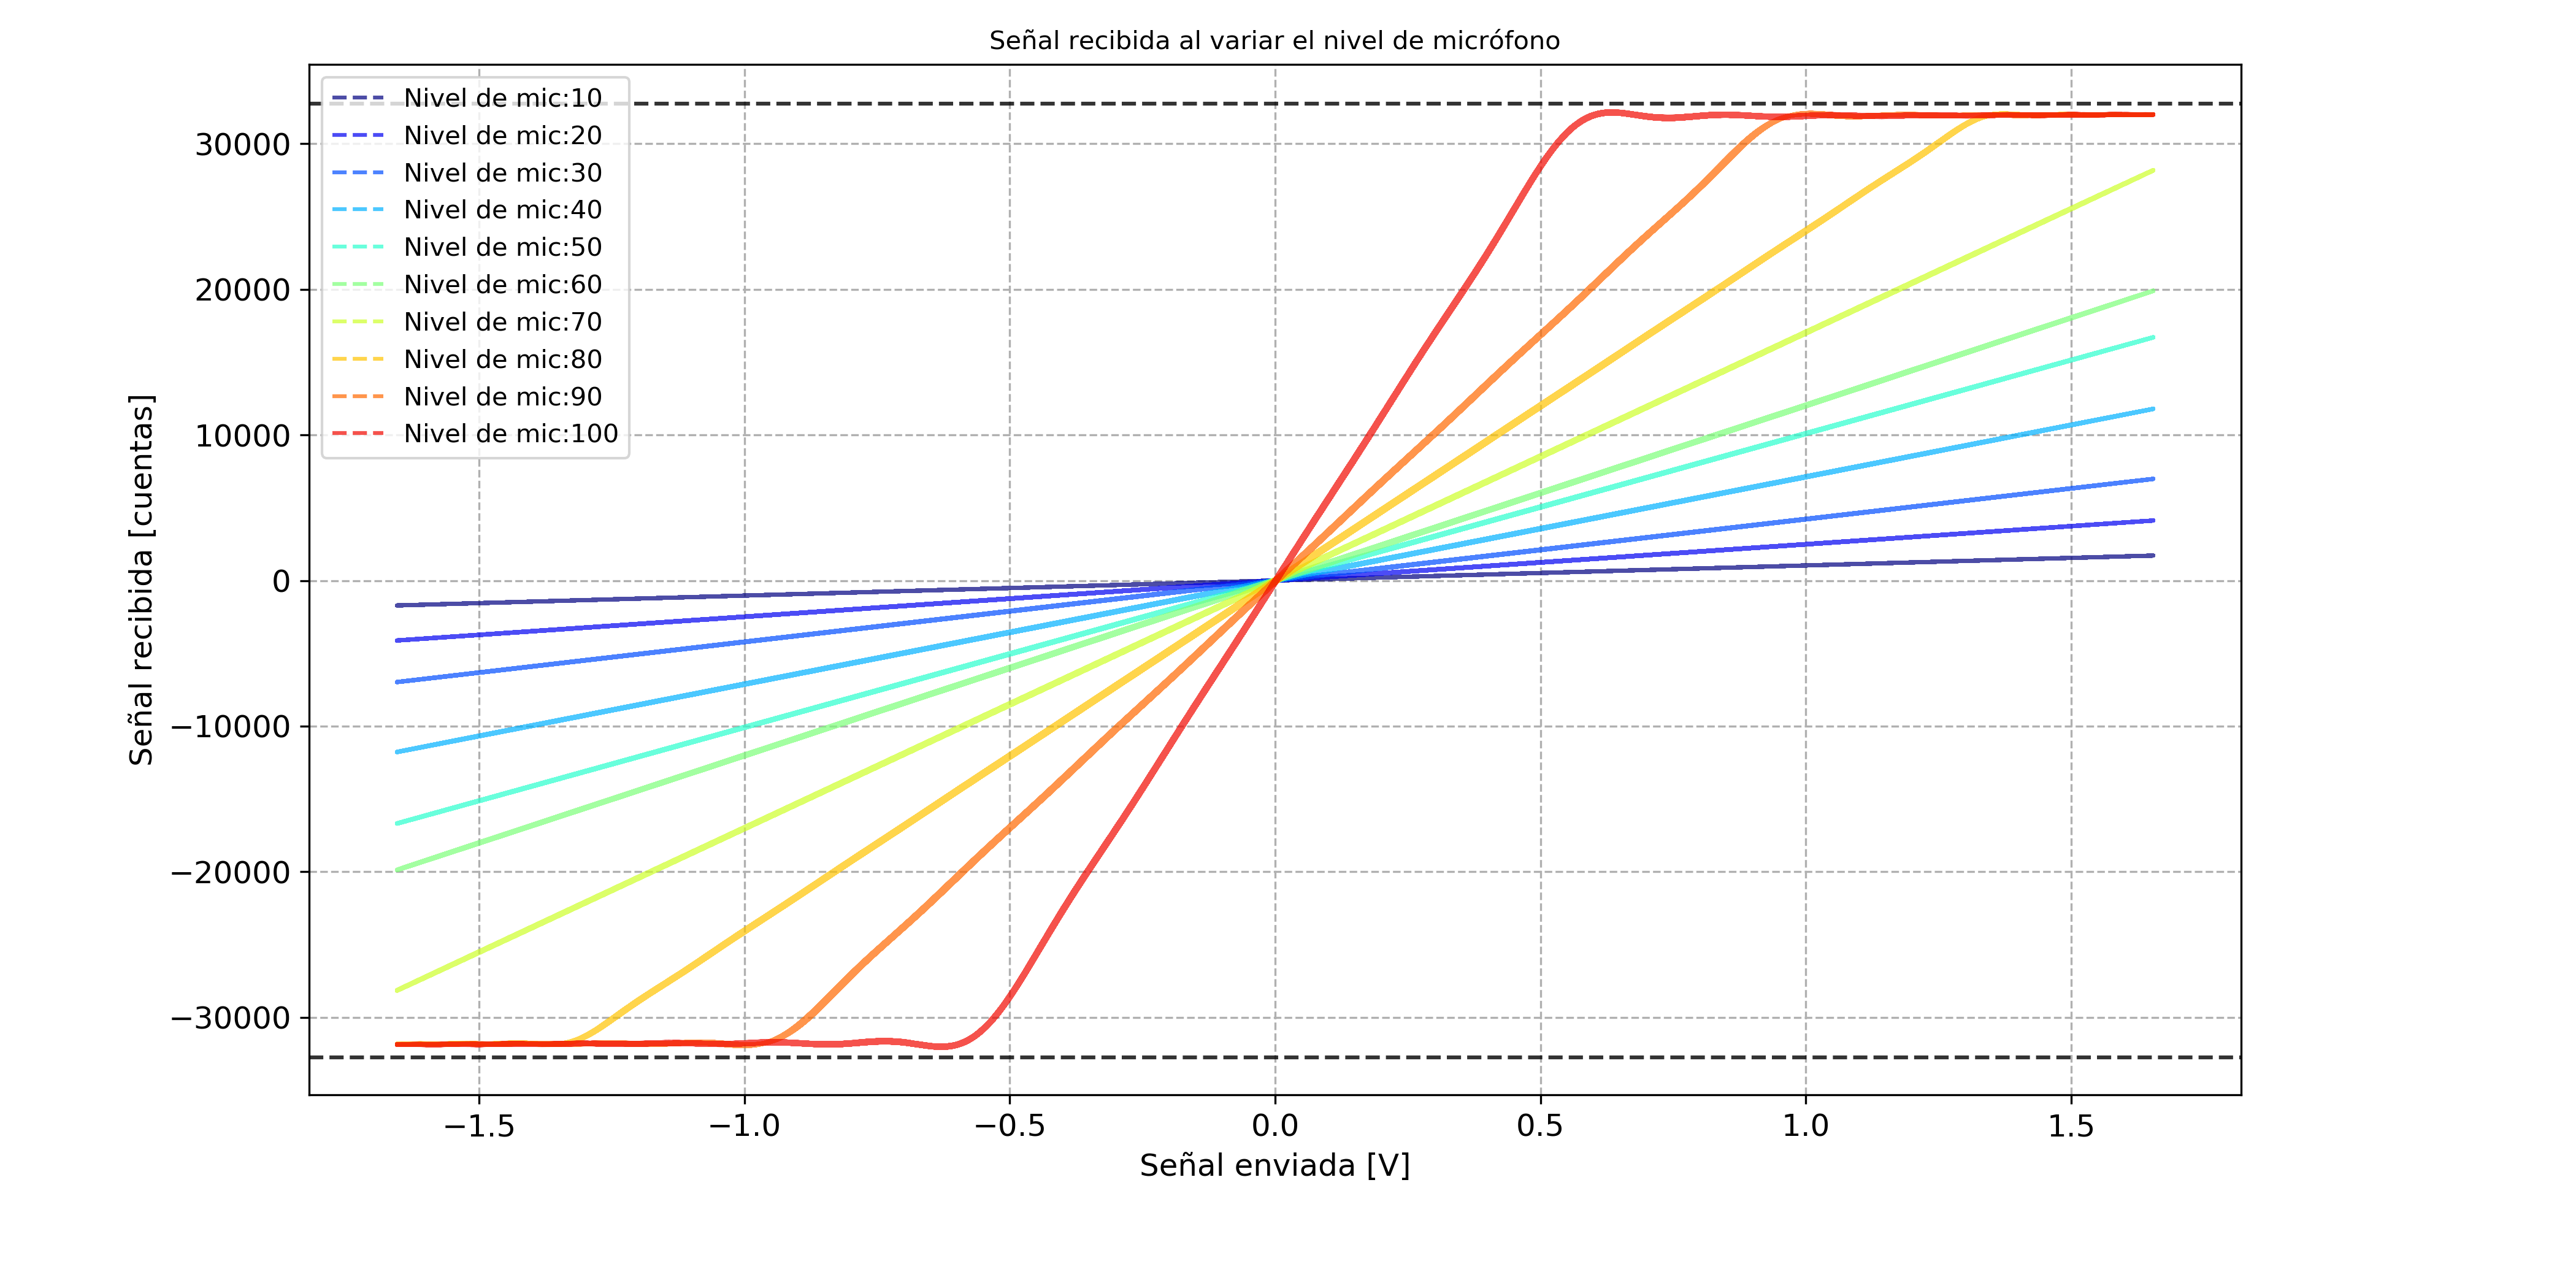 Señal recibida al variar el nivel de micrófono
Nivel de mic:10
Nivel de mic:20
Nivel de mic:30
Nivel de mic:40
Nivel de mic:50
Nivel de mic:60
Nivel de mic:70
Nivel de mic:80
Nivel de mic:90
Nivel de mic:100
Señal recibida [cuentas]
30000
20000
10000
0
−10000
−20000
−30000
−1.5 −1.0 −0.5 0.0 0.5 1.0 1.5
Señal enviada [V]